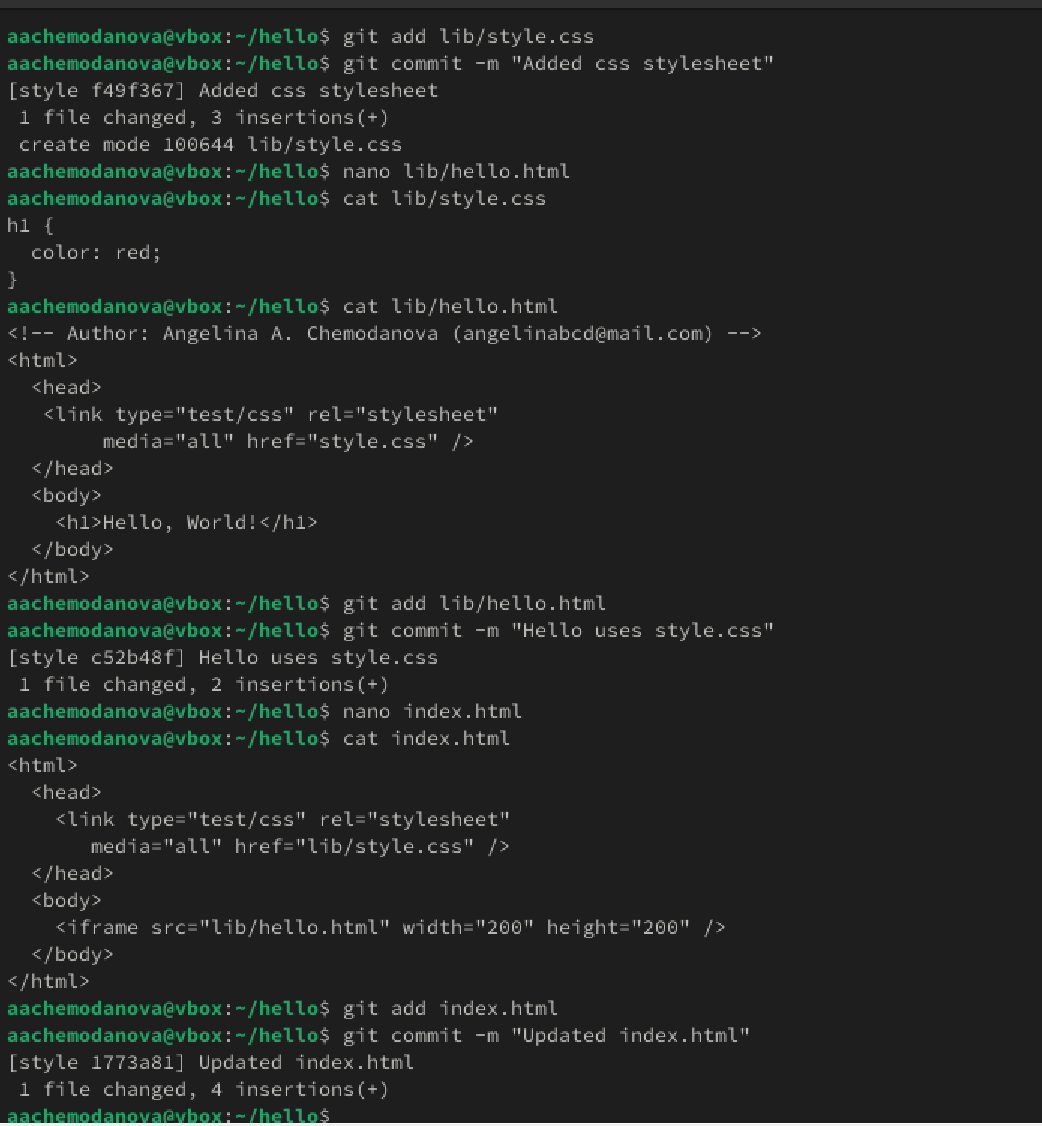 aachemodanova@vbox:~/hello$ git add lib/style.css
aachemodanova@vbox:~/hello$ git commit -m "Added css stylesheet"
[style f49f367] Added css stylesheet
 1 file changed, 3 insertions(+)
 create mode 100644 lib/style.css
aachemodanova@vbox:~/hello$ nano lib/hello.html
aachemodanova@vbox:~/hello$ cat lib/style.css
h1 {
  color: red;
}
aachemodanova@vbox:~/hello$ cat lib/hello.html
<!-- Author: Angelina A. Chemodanova (angelinabcd@mail.com) -->
<html>
  <head>
   <link type="test/css" rel="stylesheet"
        media="all" href="style.css" />
  </head>
  <body>
    <h1>Hello, World!</h1>
  </body>
</html>
aachemodanova@vbox:~/hello$ git add lib/hello.html
aachemodanova@vbox:~/hello$ git commit -m "Hello uses style.css"
[style c52b48f] Hello uses style.css
 1 file changed, 2 insertions(+)
aachemodanova@vbox:~/hello$ nano index.html
aachemodanova@vbox:~/hello$ cat index.html
<html>
  <head>
    <link type="test/css" rel="stylesheet"
       media="all" href="lib/style.css" />
  </head>
  <body>
    <iframe src="lib/hello.html" width="200" height="200" />
  </body>
</html>
aachemodanova@vbox:~/hello$ git add index.html
aachemodanova@vbox:~/hello$ git commit -m "Updated index.html"
[style 1773a81] Updated index.html
 1 file changed, 4 insertions(+)
aachemodanova@vbox:~/hello$